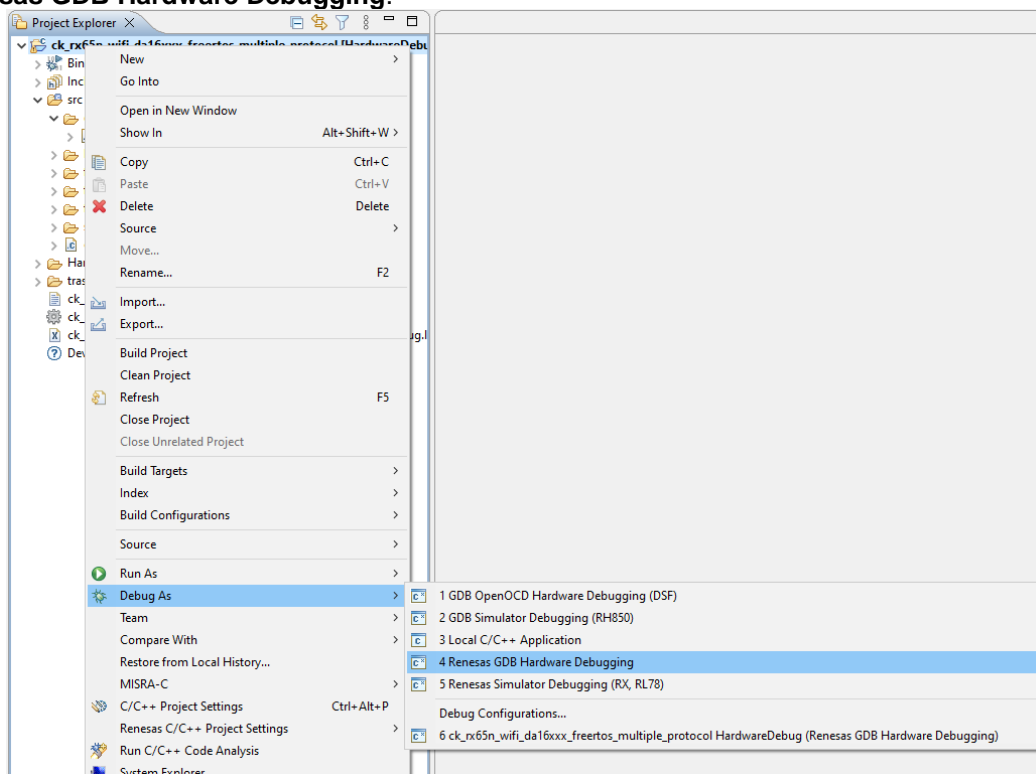 sas GDB Hardware Debugging.
Project Explorer
ck_rx65n_wifi_da16xxx_freertos_multiple_protocol [HardwareDebu
Bin
New
Inc
Go Into
src
Open in New Window
Show In Alt+Shift+W >
Copy Ctrl+C
Paste Ctrl+V
Delete Delete
Source
Move...
Har
Rename... F2
tras
ck_
Import...
ck_
Export...
ck_ ug.l
Dev
Build Project
Clean Project
Refresh F5
Close Project
Close Unrelated Project
Build Targets
Index
Build Configurations
Source
Run As
Debug As
Team
Compare With
Restore from Local History...
MISRA-C
C/C++ Project Settings Ctrl+Alt+P
Renesas C/C++ Project Settings
Run C/C++ Code Analysis
System Explorer
1 GDB OpenOCD Hardware Debugging (DSF)
2 GDB Simulator Debugging (RH850)
3 Local C/C++ Application
4 Renesas GDB Hardware Debugging
5 Renesas Simulator Debugging (RX, RL78)
Debug Configurations...
6 ck_rx65n_wifi_da16xxx_freertos_multiple_protocol HardwareDebug (Renesas GDB Hardware Debugging)